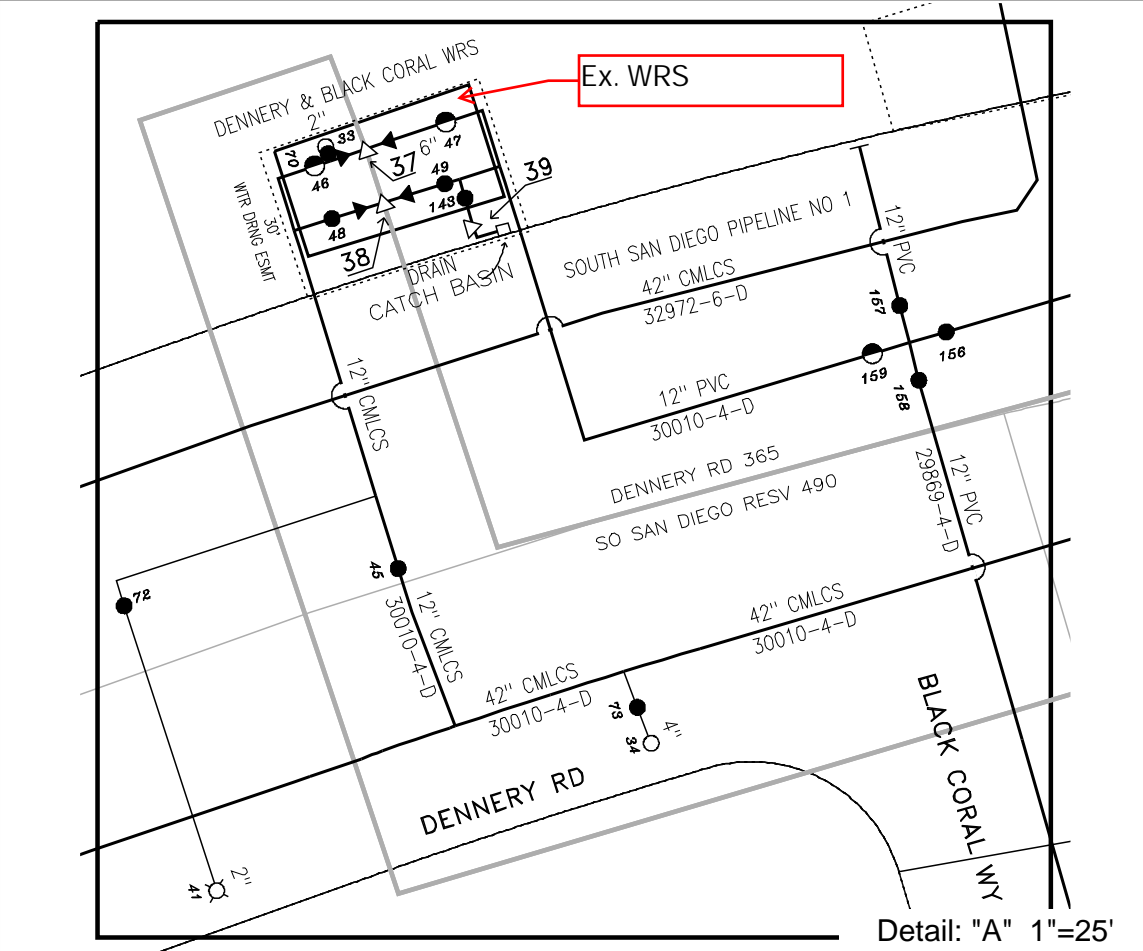 DENNERY & BLACK CORAL WRS
Ex. WRS
2"
33
70
46
37
6"
47
49
39
143
48
38
WTR DRNG ESMT
30'
DRAIN
CATCH BASIN
SOUTH SAN DIEGO PIPELINE NO 1
42" CMLCS
32972-6-D
12" PVC
157
156
159
158
12" CMLCS
12" PVC
30010-4-D
DENNERY RD 365
SO SAN DIEGO RESV 490
12" PVC
29869-4-D
45
72
12" CMLCS
30010-4-D
42" CMLCS
30010-4-D
42" CMLCS
30010-4-D
73
34
4"
DENNERY RD
BLACK CORAL WY
41
2"
Detail: "A" 1"=25'